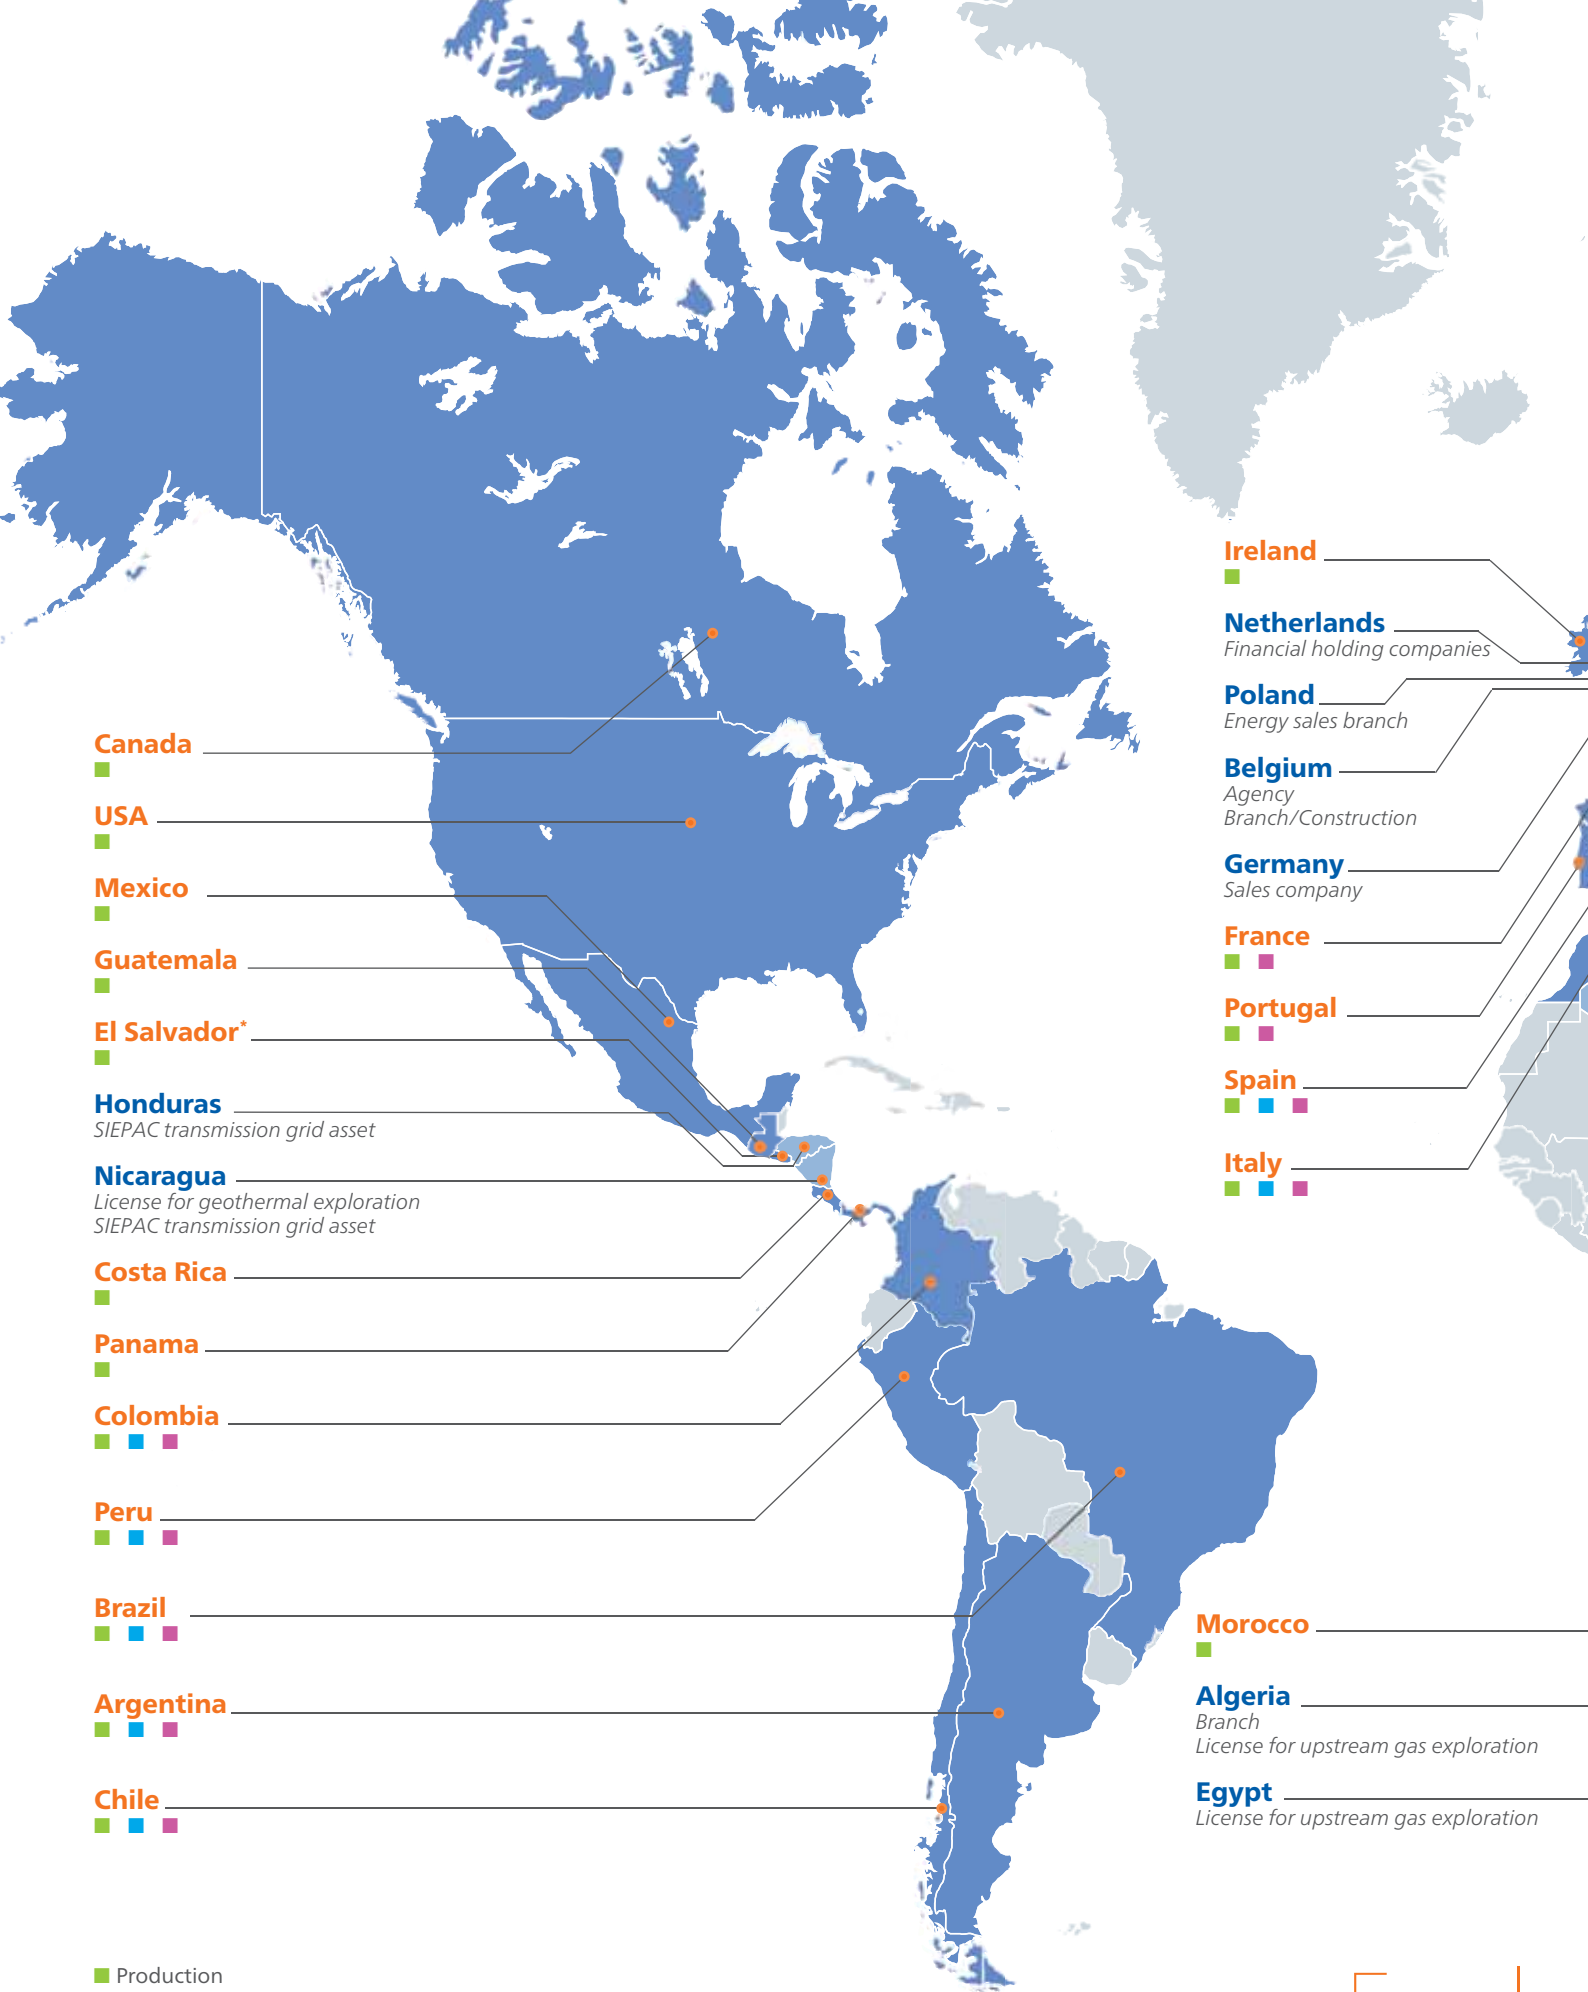 Canada
USA
Mexico
Guatemala
El Salvador*
Honduras
SIEPAC transmission grid asset
Nicaragua
License for geothermal exploration
SIEPAC transmission grid asset
Costa Rica
Panama
Colombia
Peru
Brazil
Argentina
Chile
Production
Ireland
Netherlands
Financial holding companies
Poland
Energy sales branch
Belgium
Agency
Branch/Construction
Germany
Sales company
France
Portugal
Spain
Italy
Morocco
Algeria
Branch
License for upstream gas exploration
Egypt
License for upstream gas exploration